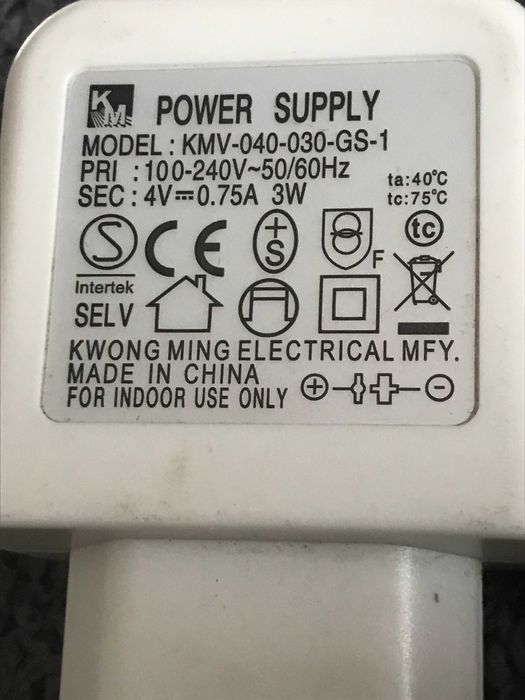 KM
POWER SUPPLY
MODEL : KMV-040-030-GS-1
PRI : 100-240V~50/60Hz
SEC : 4V⎓0.75A 3W
ta:40℃
tc:75℃
S
CE
+
S
F
tc
Intertek
SELV
KWONG MING ELECTRICAL MFY.
MADE IN CHINA
FOR INDOOR USE ONLY